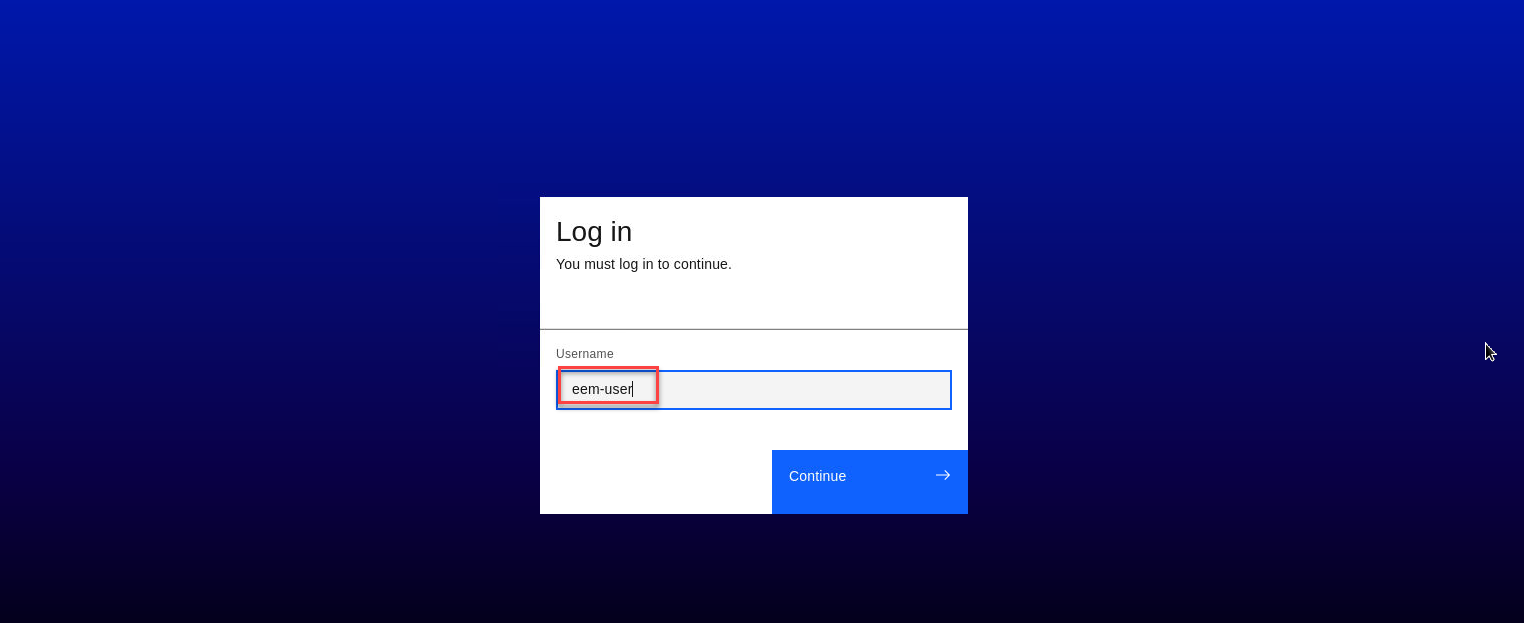 Log in
You must log in to continue.
Username
eem-user
Continue